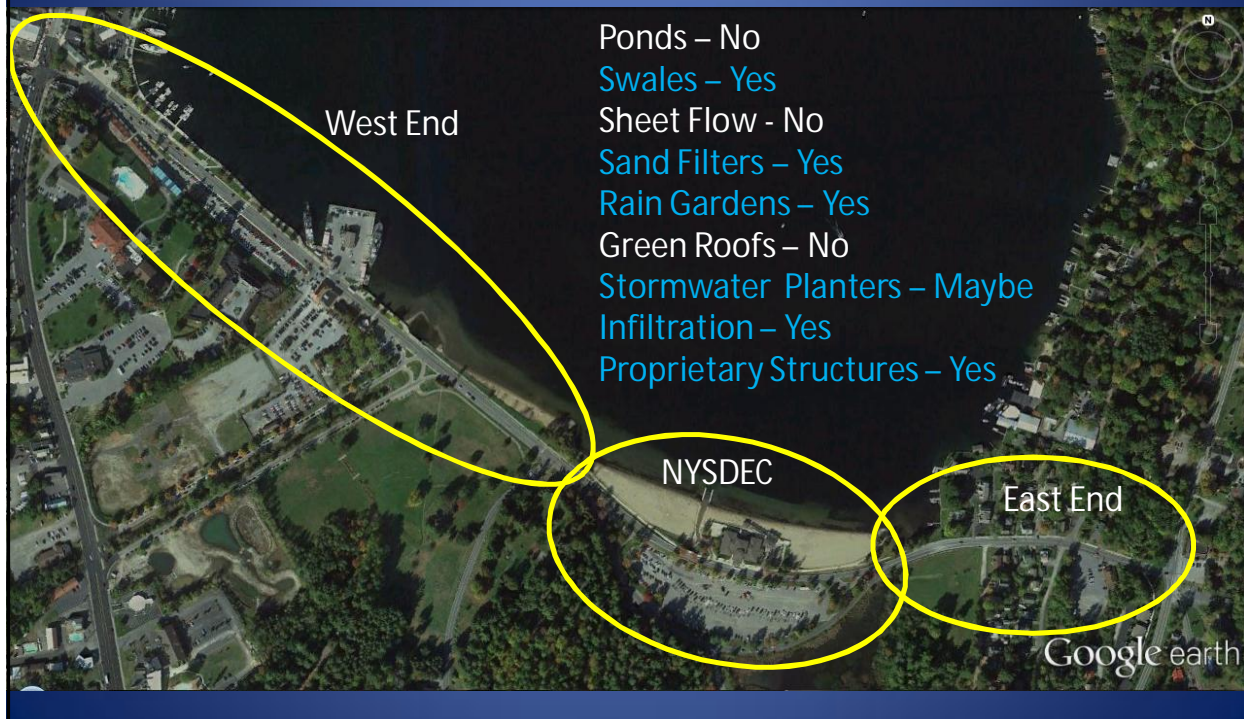 N
Ponds – No
Swales – Yes
Sheet Flow - No
Sand Filters – Yes
Rain Gardens – Yes
Green Roofs – No
Stormwater Planters – Maybe
Infiltration – Yes
Proprietary Structures – Yes
West End
NYSDEC
East End
Google earth